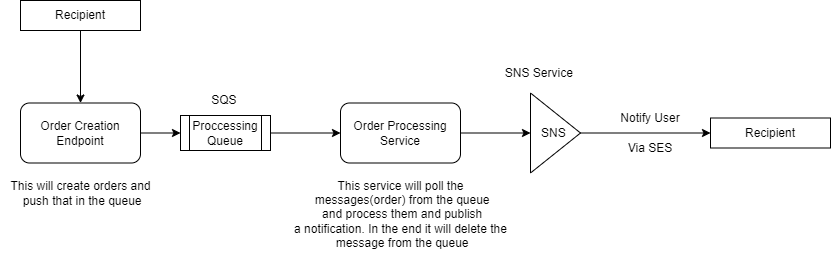 Recipient
Order Creation
Endpoint
This will create orders and
push that in the queue
SQS
Proccessing
Queue
Order Processing
Service
This service will poll the
messages(order) from the queue
and process them and publish
a notification. In the end it will delete the
message from the queue
SNS Service
SNS
Notify User
Via SES
Recipient